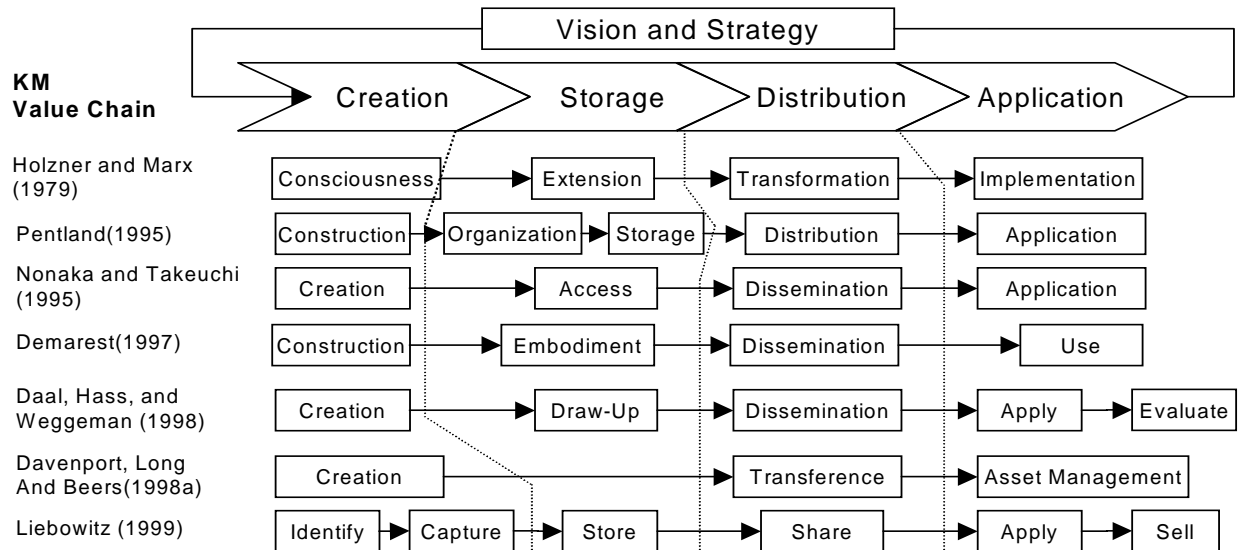 Vision and Strategy
KM
Value Chain
Creation
Storage
Distribution
Application
Holzner and Marx
(1979)
Consciousness
Extension
Transformation
Implementation
Pentland(1995)
Construction
Organization
Storage
Distribution
Application
Nonaka and Takeuchi
(1995)
Creation
Access
Dissemination
Application
Demarest(1997)
Construction
Embodiment
Dissemination
Use
Daal, Hass, and
Weggeman (1998)
Creation
Draw-Up
Dissemination
Apply
Evaluate
Davenport, Long
And Beers(1998a)
Creation
Transference
Asset Management
Liebowitz (1999)
Identify
Capture
Store
Share
Apply
Sell